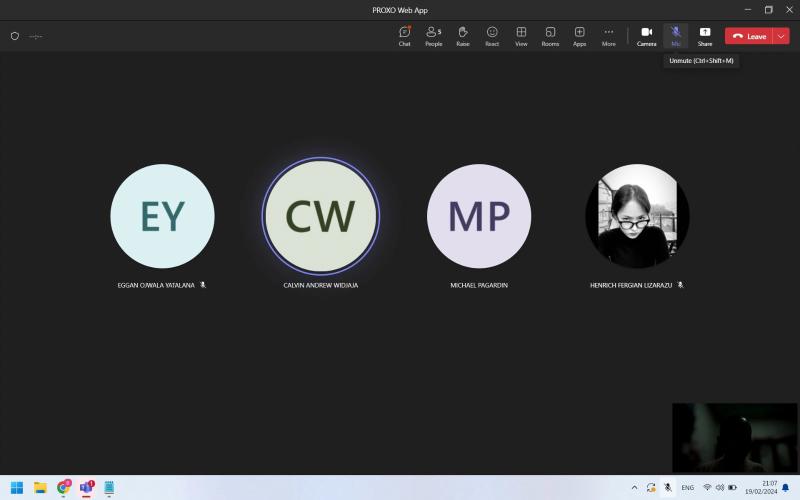 PROXO Web App
--:--
Chat
5
People
Raise
React
View
Rooms
Apps
More
Camera
Mic
Share
Leave
Unmute (Ctrl+Shift+M)
EY
CW
MP
EGGAN OJWALA YATALANA
CALVIN ANDREW WIDJAJA
MICHAEL PAGARDIN
HENRICH FERGIAN LIZARAZU
ENG
21:07
19/02/2024